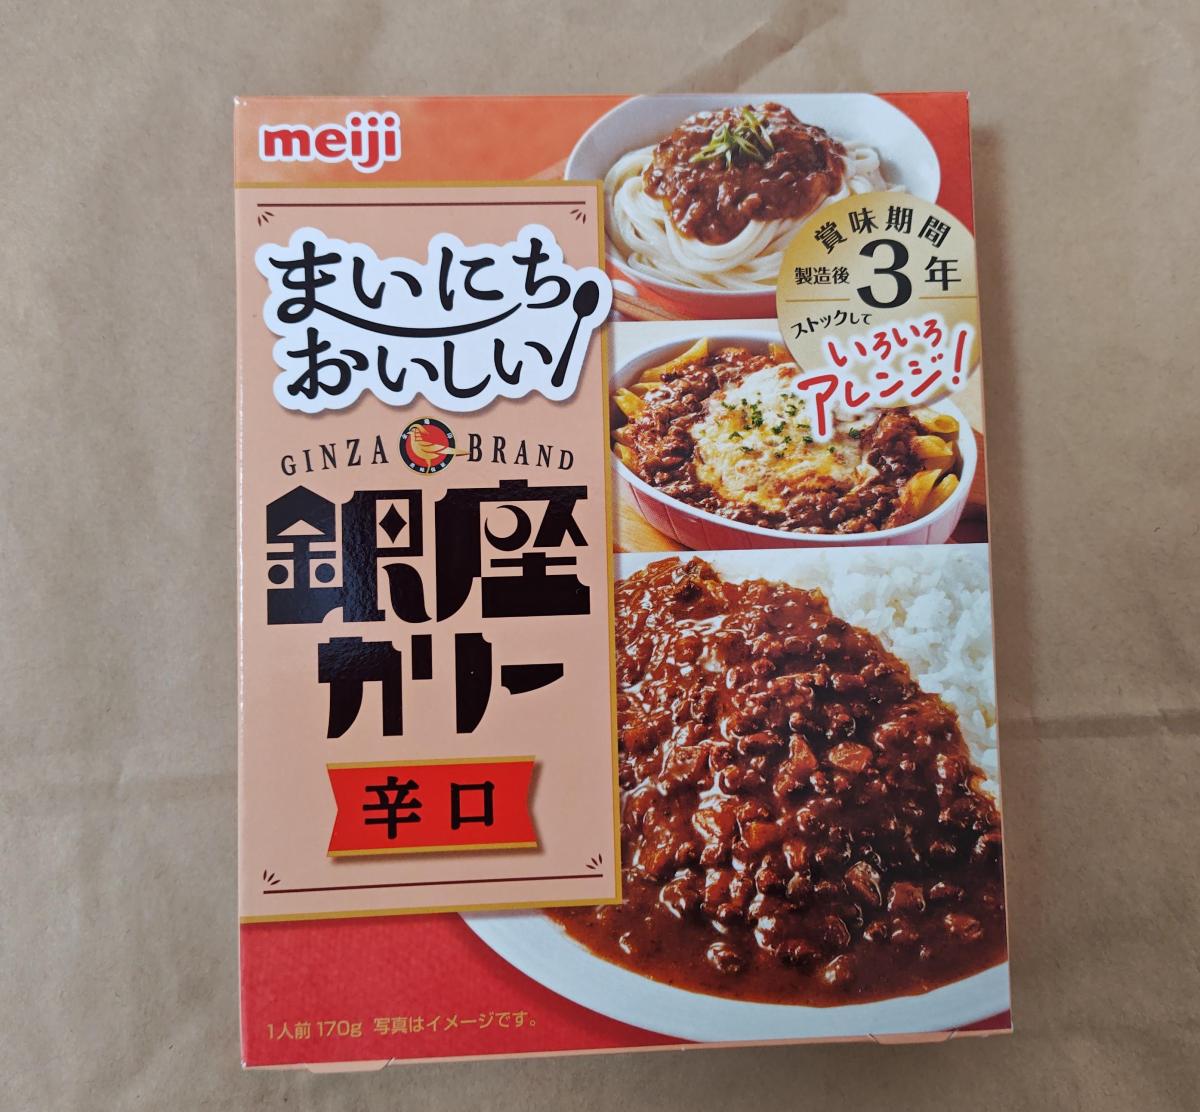 meiji
まいにち
おいしい
GINZA BRAND
銀座
カリー
辛口
賞味期間
製造後3年
ストックして
いろいろ
アレンジ!
1人前 170g 写真はイメージです。